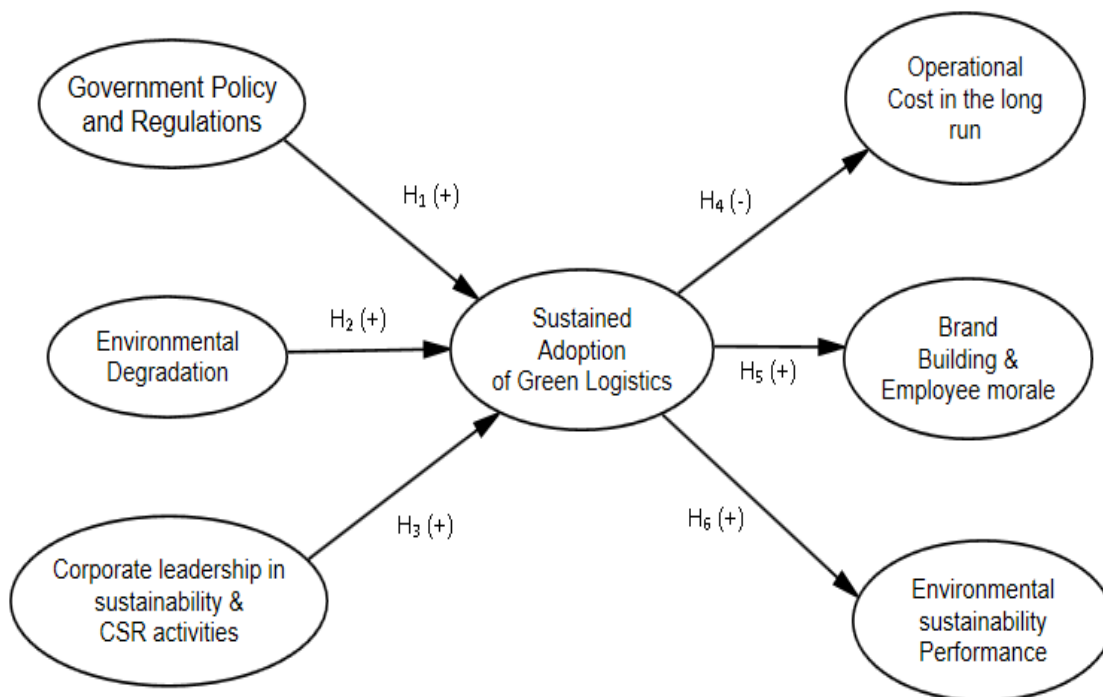 Government Policy
and Regulations
Operational
Cost in the long
run
H₁ (+)
H₄ (-)
Environmental
Degradation
H₂ (+)
Sustained
Adoption
of Green Logistics
H₅ (+)
Brand
Building &
Employee morale
Corporate leadership in
sustainability &
CSR activities
H₃ (+)
H₆ (+)
Environmental
sustainability
Performance